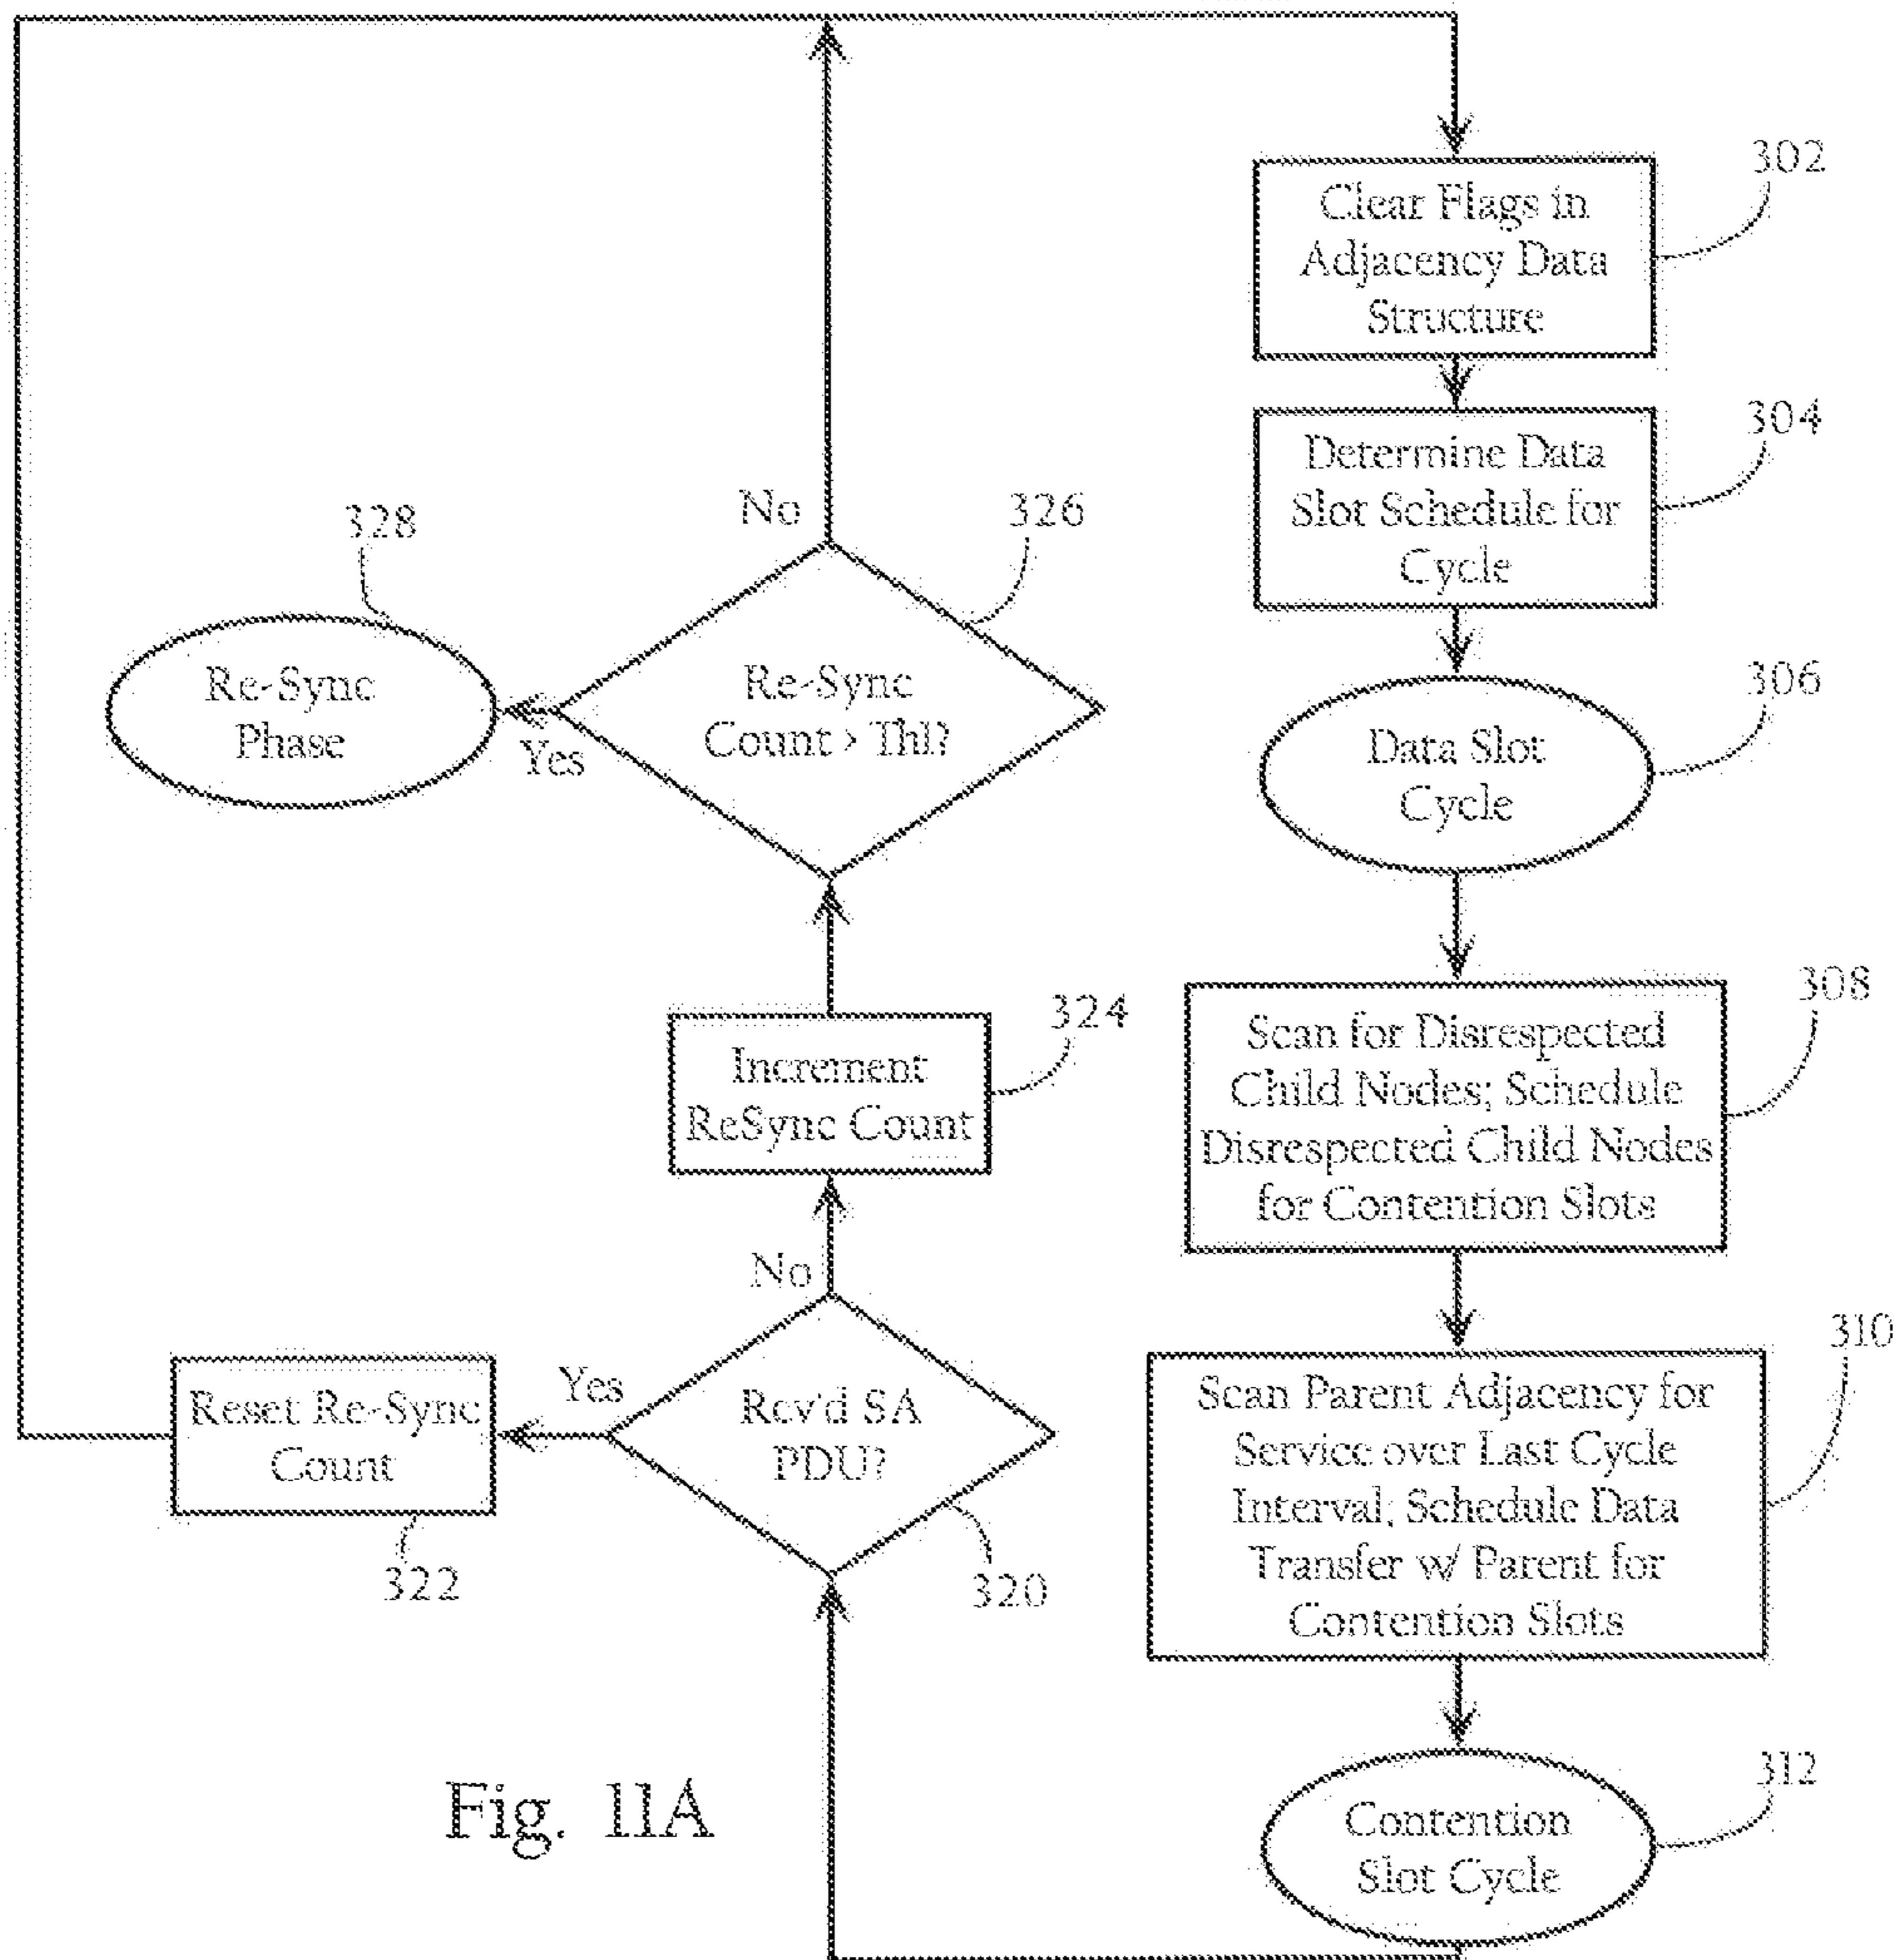 302
Clear Flags in
Adjacency Data
Structure
304
Determine Data
Slot Schedule for
Cycle
306
Data Slot
Cycle
308
Scan for Disrespected
Child Nodes; Schedule
Disrespected Child Nodes
for Contention Slots
310
Scan Parent Adjacency for
Service over Last Cycle
Interval; Schedule Data
Transfer w/ Parent for
Contention Slots
312
Contention
Slot Cycle
320
Rcv'd SA
PDU?
Yes
No
322
Reset Re-Sync
Count
324
Increment
ReSync Count
326
Re-Sync
Count > Th1?
Yes
No
328
Re-Sync
Phase
Fig. 11A